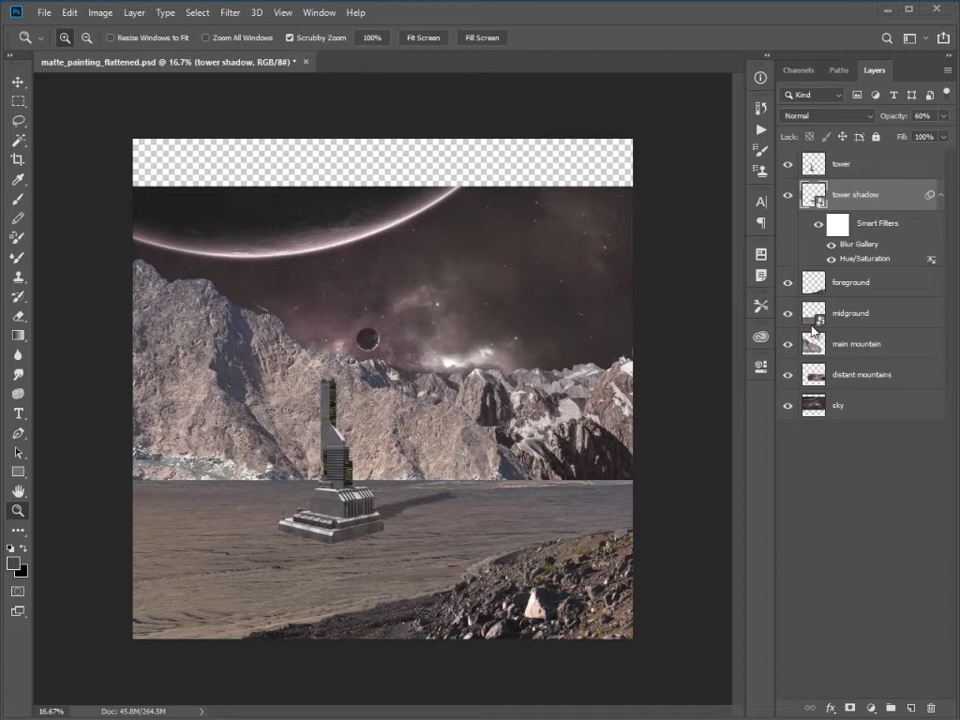 Ps File Edit Image Layer Type Select Filter 3D View Window Help
Resize Windows to Fit Zoom All Windows Scrubby Zoom 100% Fit Screen Fill Screen
matte_painting_flattened.psd @ 16.7% (tower shadow, RGB/8#) *
Channels Paths Layers
Kind
Normal Opacity: 60%
Lock: Fill: 100%
tower
tower shadow
Smart Filters
Blur Gallery
Hue/Saturation
foreground
midground
main mountain
distant mountains
sky
16.67% Doc: 45.8M/264.5M